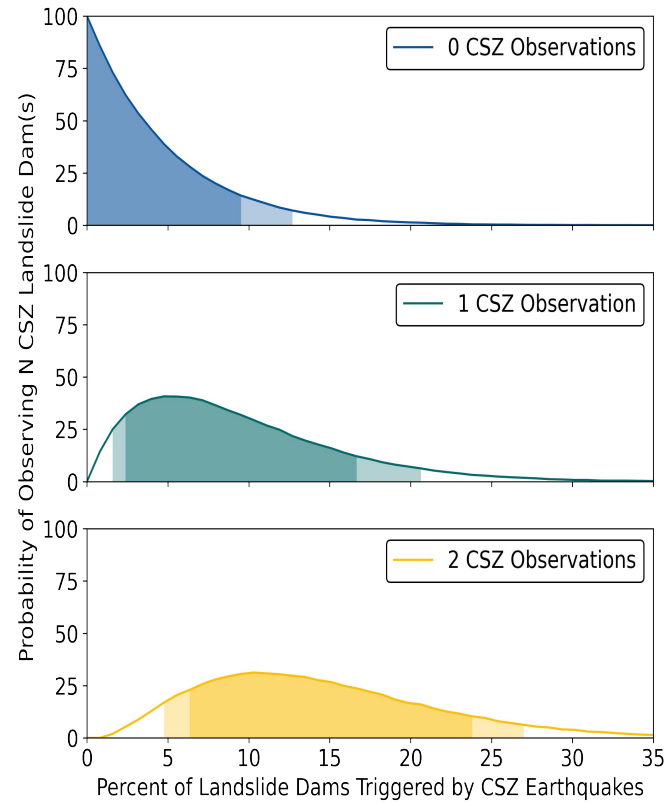 Probability of Observing N CSZ Landslide Dam(s)
100
75
50
25
0
0 CSZ Observations
100
75
50
25
0
1 CSZ Observation
100
75
50
25
0
2 CSZ Observations
0 5 10 15 20 25 30 35
Percent of Landslide Dams Triggered by CSZ Earthquakes